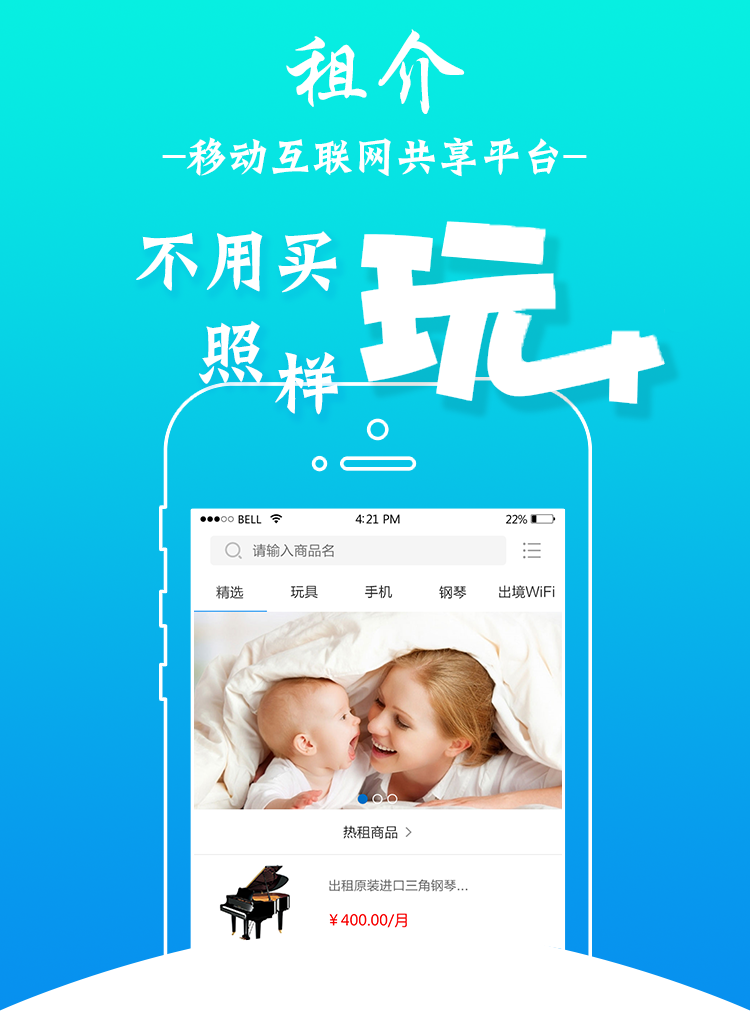 租介
—移动互联网共享平台—
不用买
照样
玩
BELL 4:21 PM 22%
请输入商品名
精选 玩具 手机 钢琴 出境WiFi
热租商品 >
出租原装进口三角钢琴...
¥400.00/月